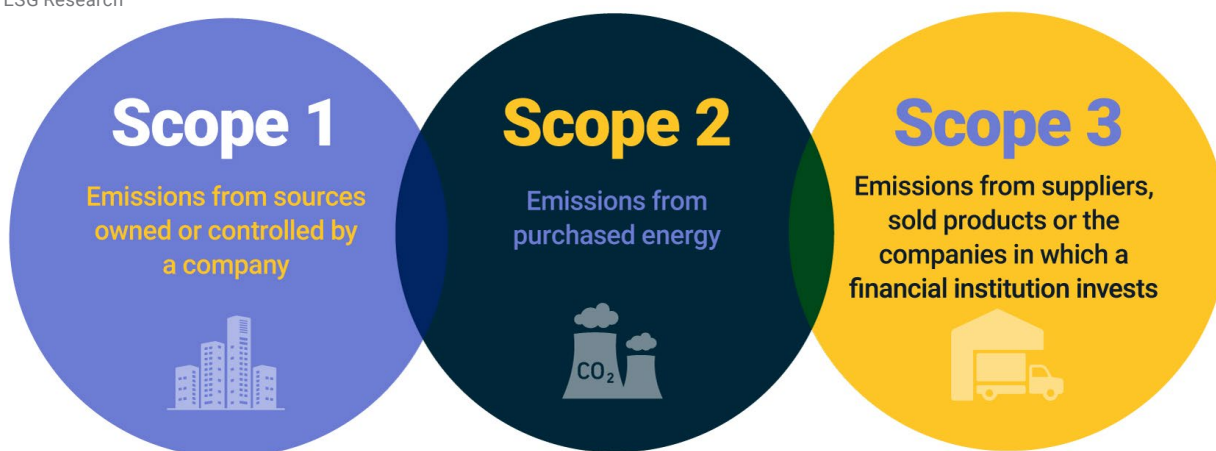 ESG Research
Scope 1
Emissions from sources
owned or controlled by
a company
Scope 2
Emissions from
purchased energy
CO₂
Scope 3
Emissions from suppliers,
sold products or the
companies in which a
financial institution invests